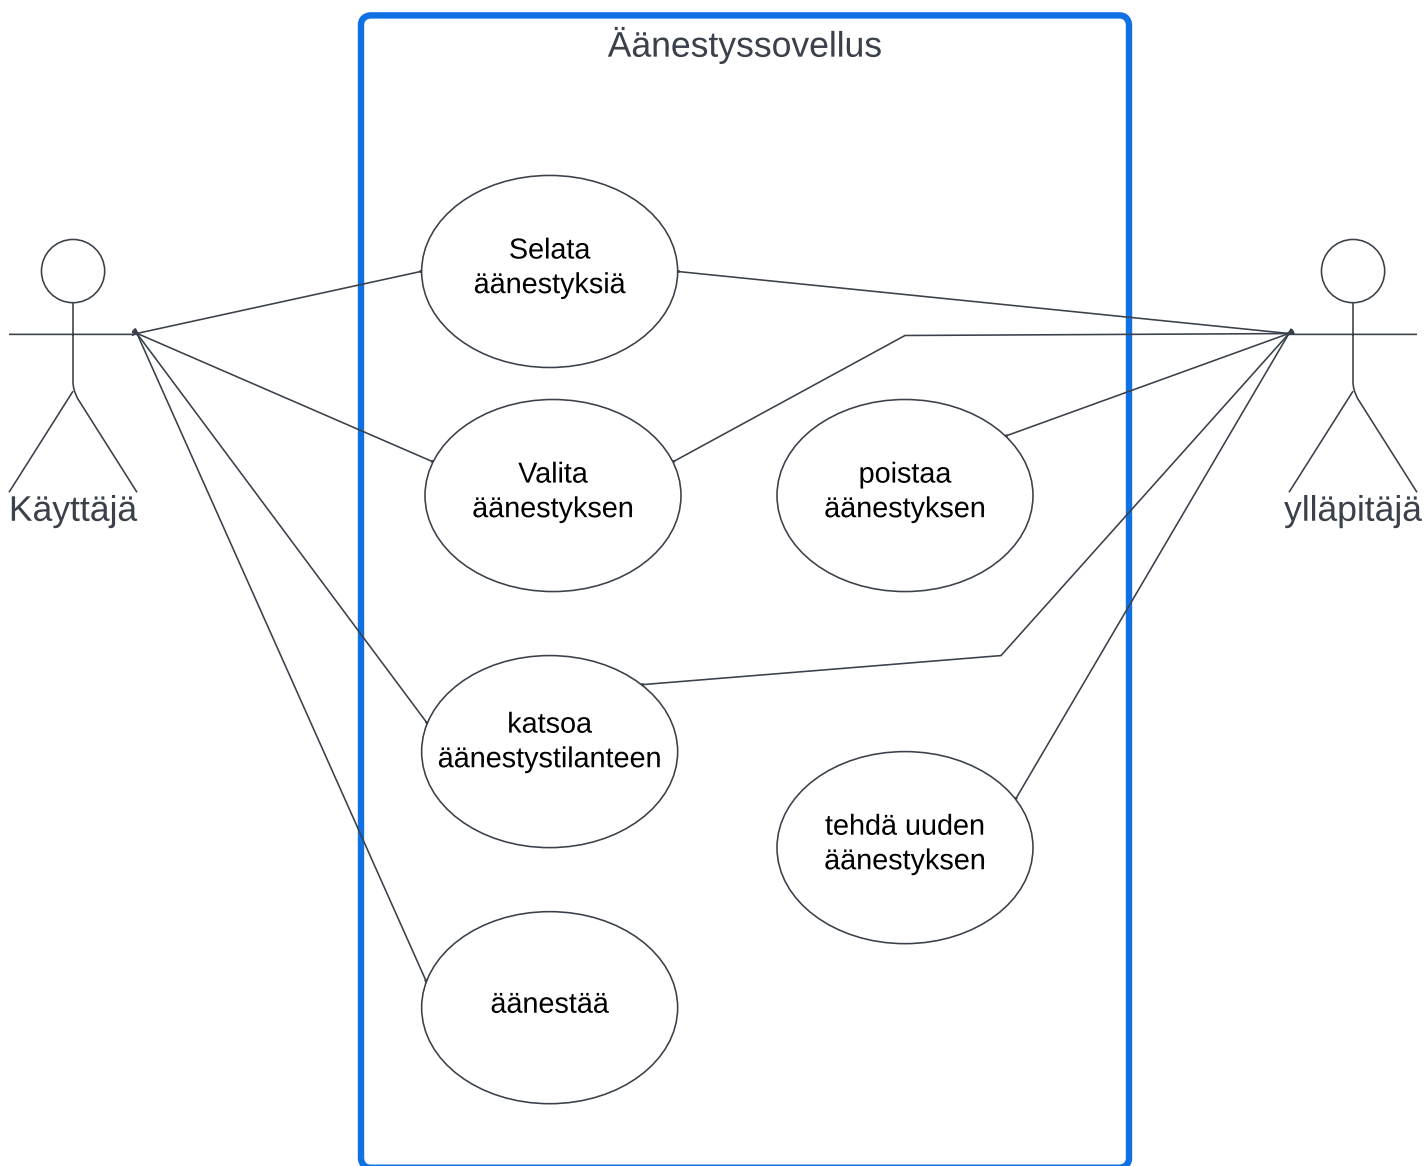 Äänestyssovellus
Selata
äänestyksiä
Käyttäjä
Valita
äänestyksen
poistaa
äänestyksen
ylläpitäjä
katsoa
äänestystilanteen
tehdä uuden
äänestyksen
äänestää